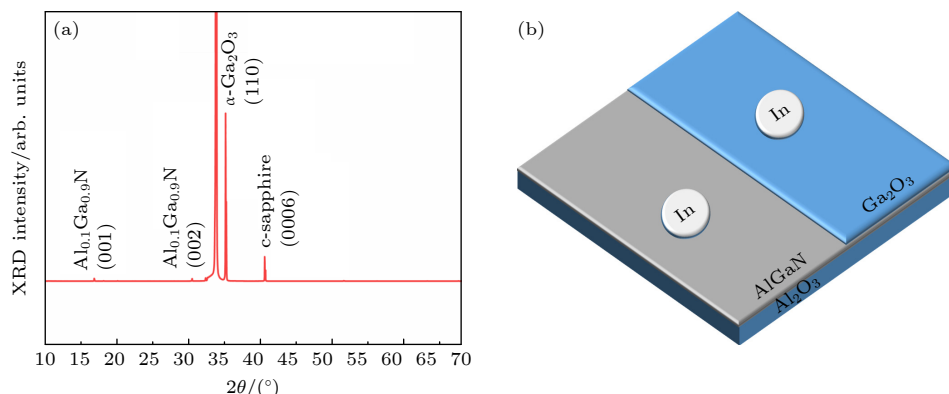 (a)
XRD intensity/arb. units
Al₀.₁Ga₀.₉N
(001)
Al₀.₁Ga₀.₉N
(002)
α-Ga₂O₃
(110)
c-sapphire
(0006)
10 15 20 25 30 35 40 45 50 55 60 65 70
2θ/(°)
(b)
In
In
Ga₂O₃
AlGaN
Al₂O₃